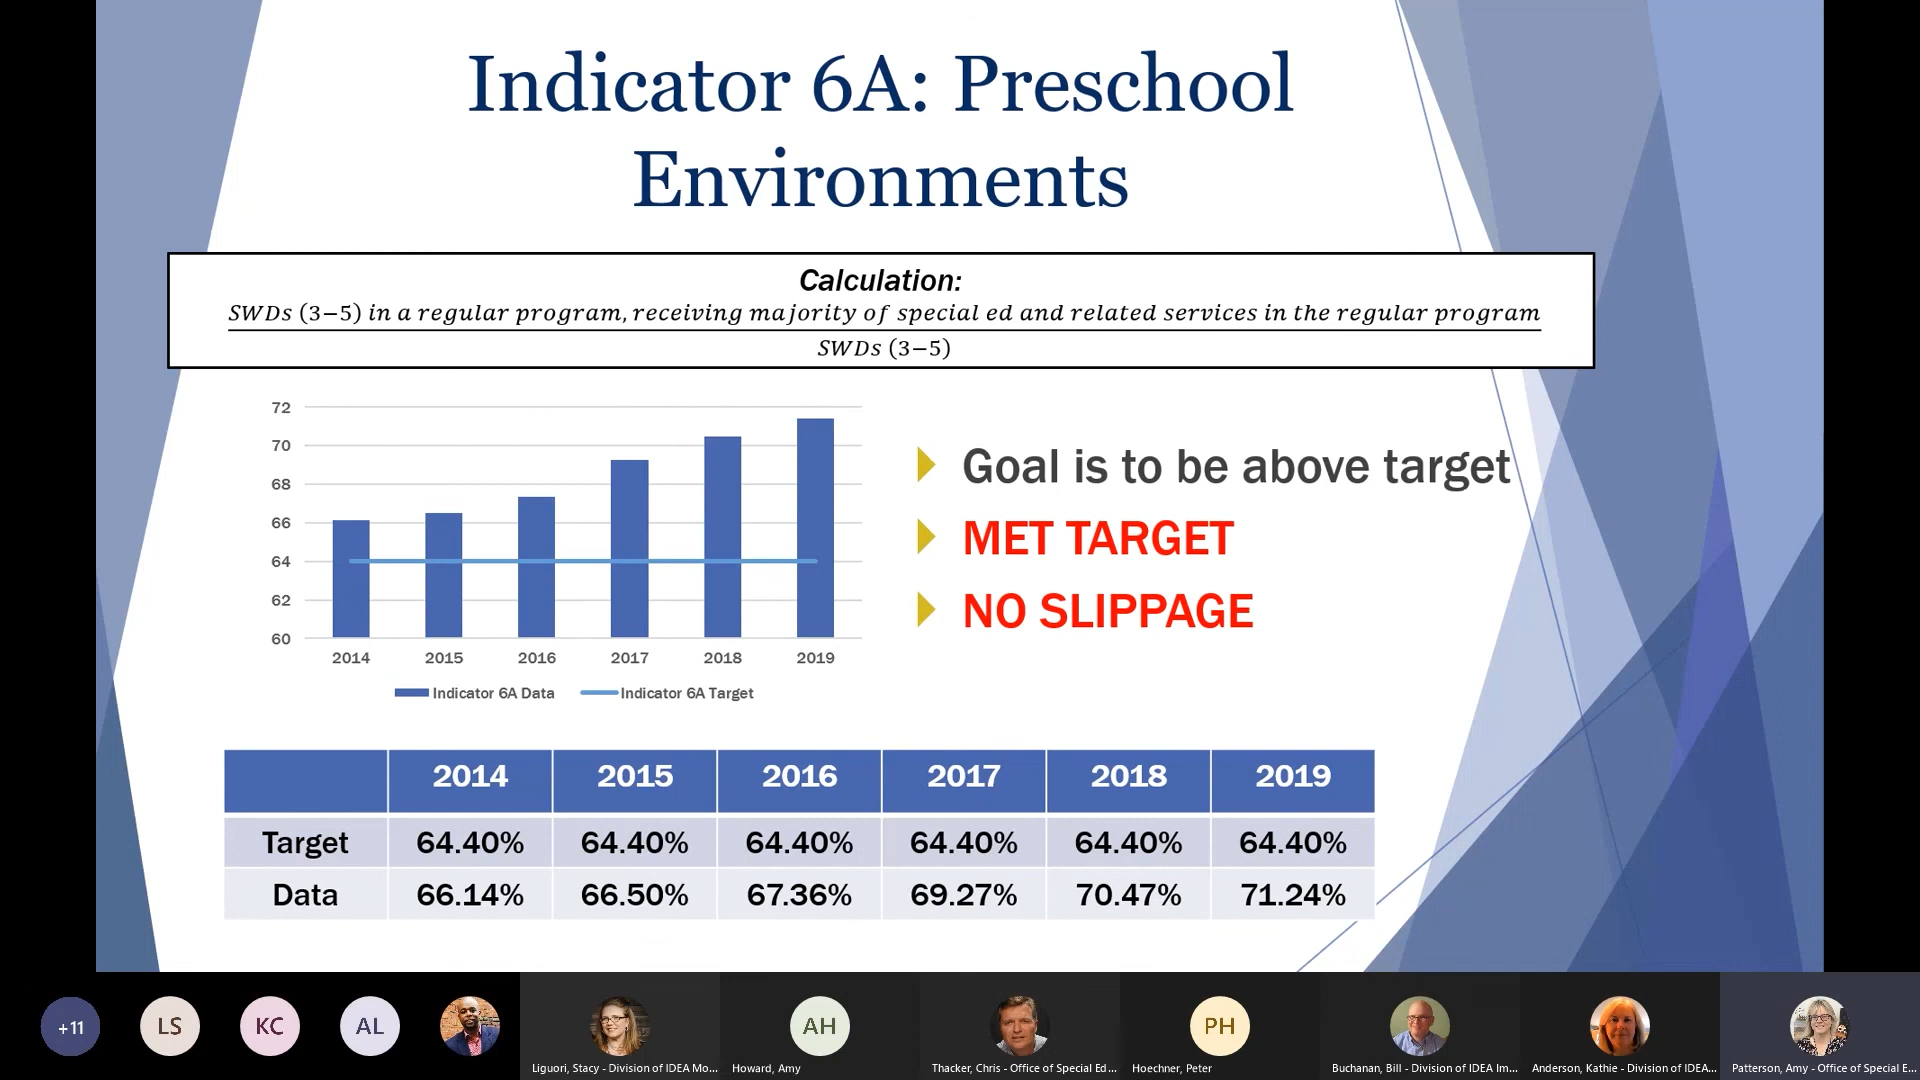 Indicator 6A: Preschool
Environments
Calculation:
SWDs (3−5) in a regular program, receiving majority of special ed and related services in the regular program
SWDs (3−5)
72
70
68
66
64
62
60
2014 2015 2016 2017 2018 2019
Indicator 6A Data Indicator 6A Target
Goal is to be above target
MET TARGET
NO SLIPPAGE
2014 2015 2016 2017 2018 2019
Target 64.40% 64.40% 64.40% 64.40% 64.40% 64.40%
Data 66.14% 66.50% 67.36% 69.27% 70.47% 71.24%
+11 LS KC AL AH PH
Liguori, Stacy - Division of IDEA Mo... Howard, Amy Thacker, Chris - Office of Special Ed... Hoechner, Peter Buchanan, Bill - Division of IDEA Im... Anderson, Kathie - Division of IDEA... Patterson, Amy - Office of Special E...